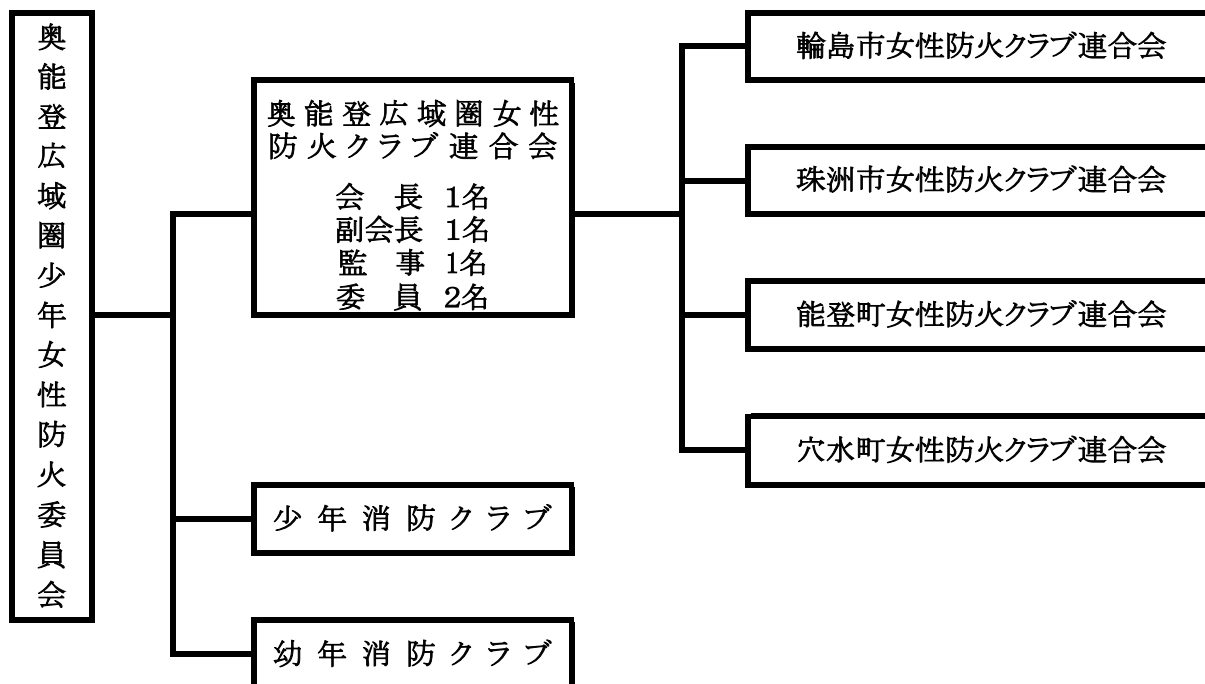 奥能登広域圏少年女性防火委員会
奥能登広域圏女性
防火クラブ連合会
会　長　1名
副会長　1名
監　事　1名
委　員　2名
少年消防クラブ
幼年消防クラブ
輪島市女性防火クラブ連合会
珠洲市女性防火クラブ連合会
能登町女性防火クラブ連合会
穴水町女性防火クラブ連合会